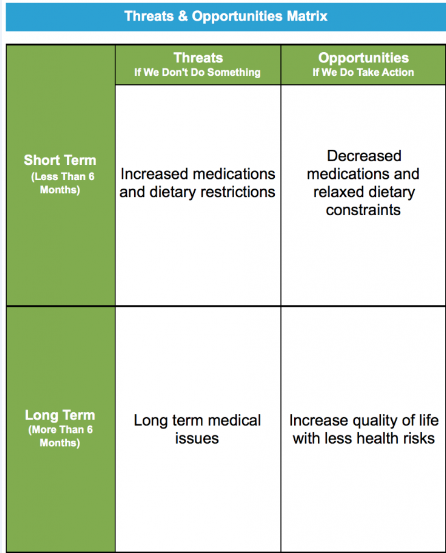 Threats & Opportunities Matrix
Threats
If We Don't Do Something
Opportunities
If We Do Take Action
Short Term
(Less Than 6
Months)
Increased medications
and dietary restrictions
Decreased
medications and
relaxed dietary
constraints
Long Term
(More Than 6
Months)
Long term medical
issues
Increase quality of life
with less health risks